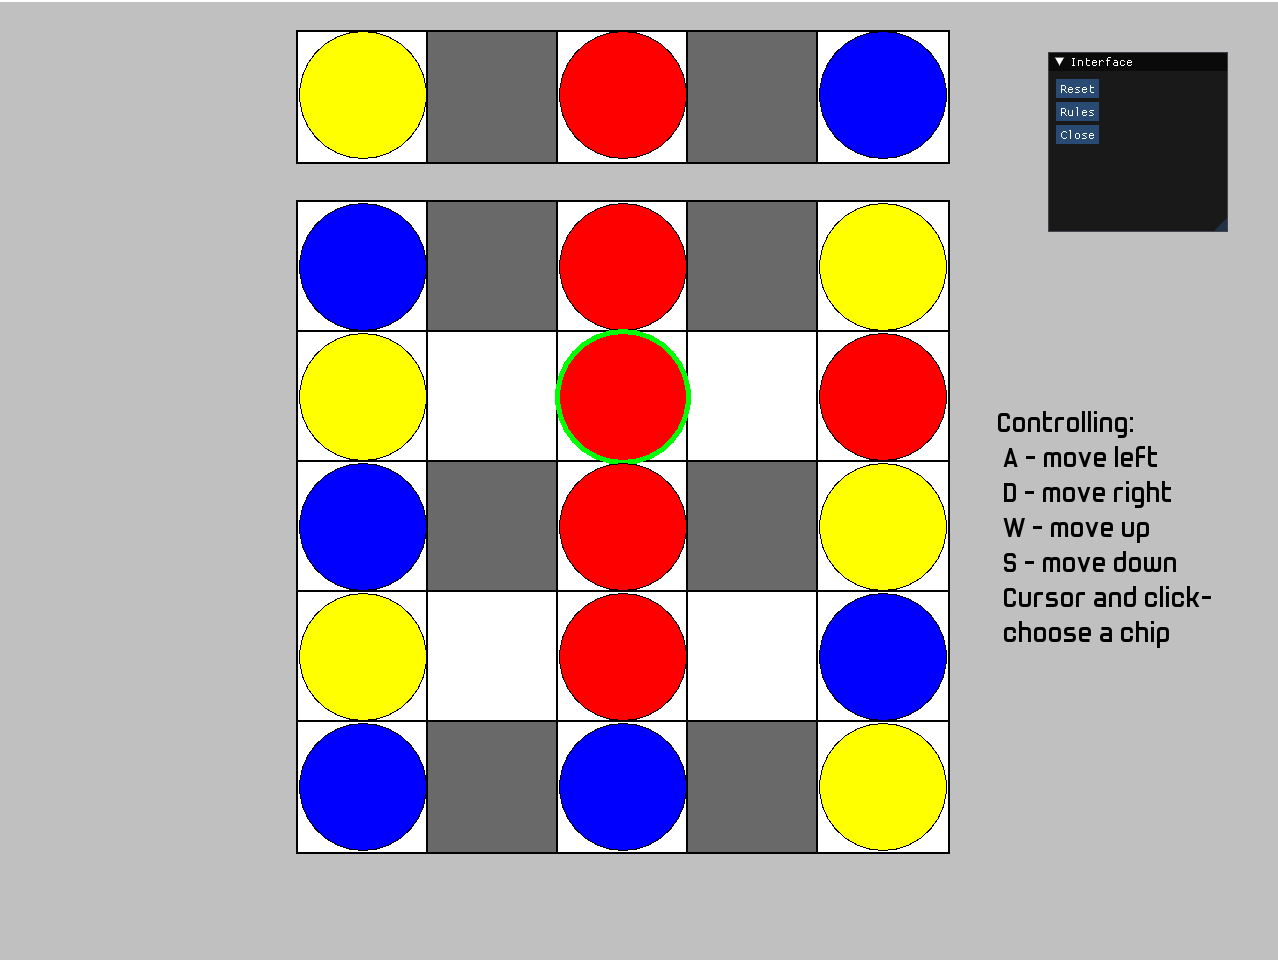 Interface
Reset
Rules
Close
Controlling:
A - move left
D - move right
W - move up
S - move down
Cursor and click-
choose a chip